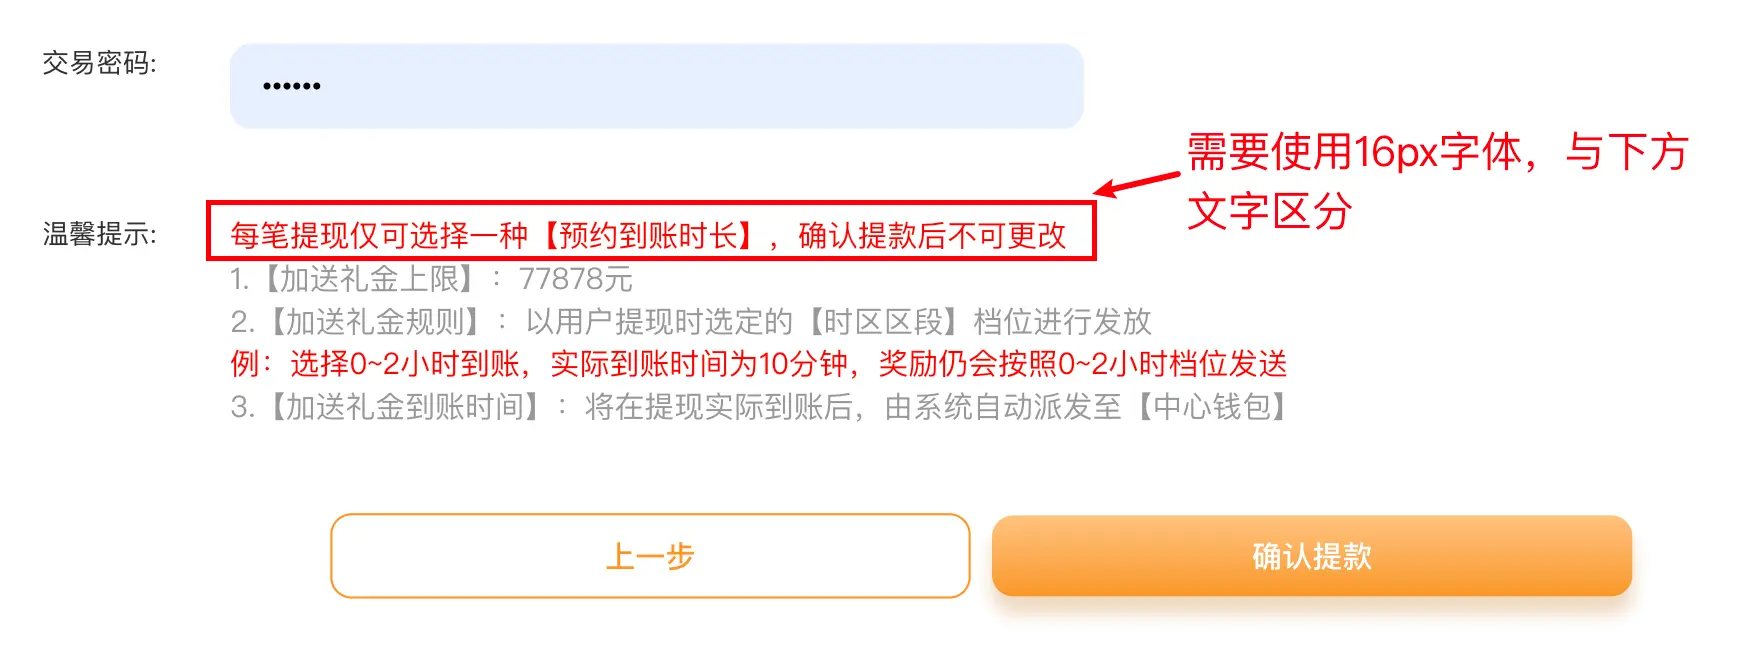 交易密码:
••••••
需要使用16px字体，与下方
文字区分
温馨提示:
每笔提现仅可选择一种【预约到账时长】，确认提款后不可更改
1.【加送礼金上限】：77878元
2.【加送礼金规则】：以用户提现时选定的【时区区段】档位进行发放
例：选择0~2小时到账，实际到账时间为10分钟，奖励仍会按照0~2小时档位发送
3.【加送礼金到账时间】：将在提现实际到账后，由系统自动派发至【中心钱包】
上一步
确认提款